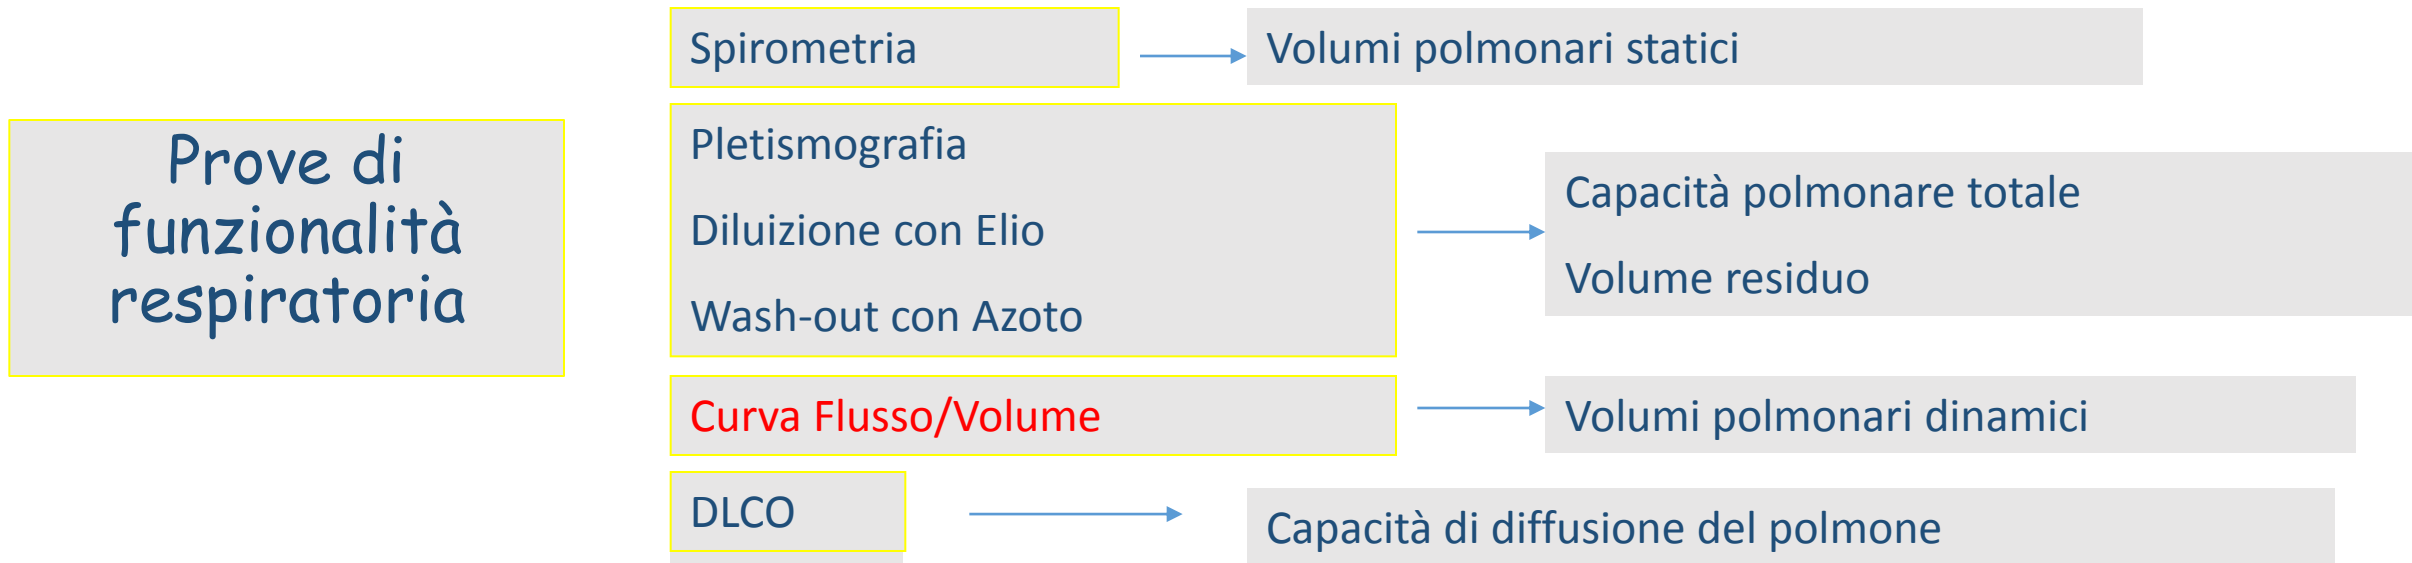 Prove di
funzionalità
respiratoria
Spirometria
Volumi polmonari statici
Pletismografia
Diluizione con Elio
Wash-out con Azoto
Capacità polmonare totale
Volume residuo
Curva Flusso/Volume
Volumi polmonari dinamici
DLCO
Capacità di diffusione del polmone